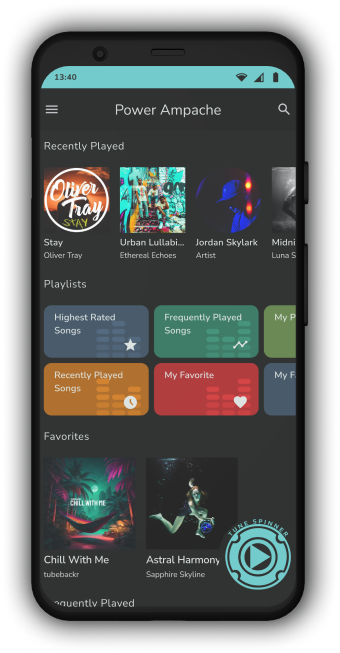 13:40
Power Ampache
Recently Played
Oliver
Tray
STAY
Stay
Oliver Tray
Urban Lullabi...
Ethereal Echoes
Jordan Skylark
Artist
Midni
Luna S
Playlists
Highest Rated
Songs
Frequently Played
Songs
My P
Recently Played
Songs
My Favorite
My F
Favorites
CHILL WITH ME
Chill With Me
tubebackr
Astral Harmony
Sapphire Skyline
TUNE SPINNER
equently Played